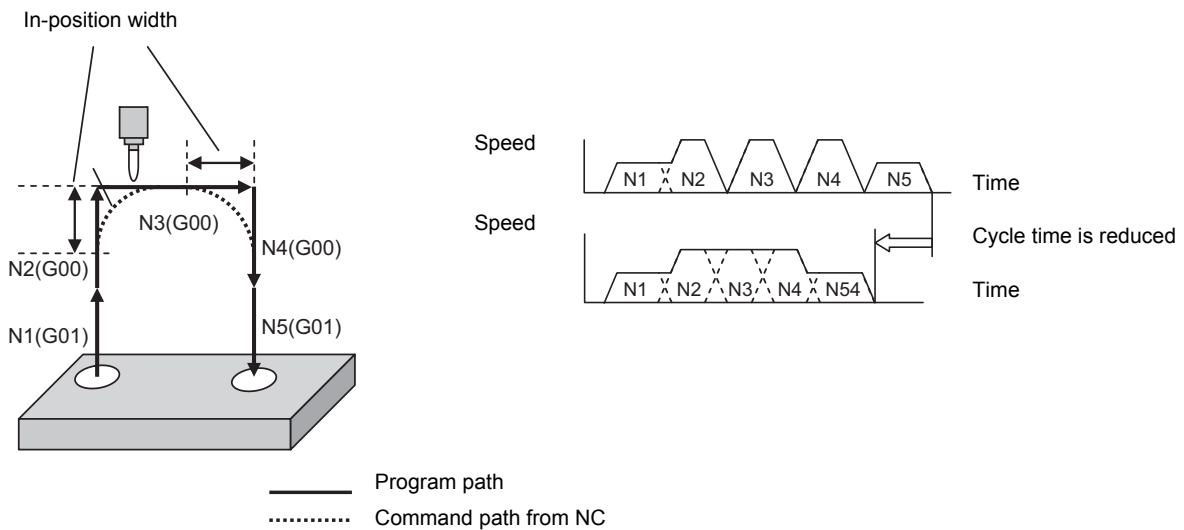 In-position width
N3(G00)
N2(G00)
N4(G00)
N1(G01)
N5(G01)
Speed
N1 N2 N3 N4 N5
Time
Cycle time is reduced
Speed
N1 N2 N3 N4 N54
Time
Program path
Command path from NC